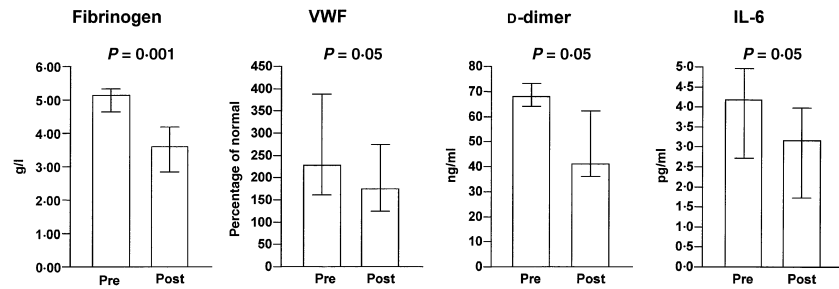 Fibrinogen
P = 0·001
6·00
5·00
4·00
3·00
2·00
1·00
0·00
g/l
Pre Post
VWF
P = 0·05
450
400
350
300
250
200
150
100
50
0
Percentage of normal
Pre Post
D-dimer
P = 0·05
80
70
60
50
40
30
20
10
0
ng/ml
Pre Post
IL-6
P = 0·05
5·0
4·5
4·0
3·5
3·0
2·5
2·0
1·5
1·0
0·5
0·0
pg/ml
Pre Post